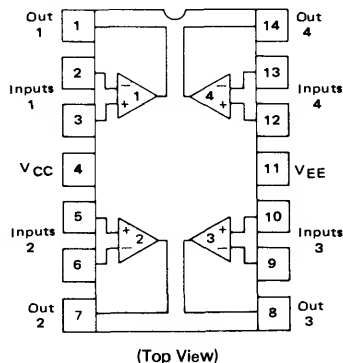 Out 1 1 14 Out 4
2 13
Inputs 1 − + 1 4 − + Inputs 4
3 12
VCC 4 11 VEE
5 10
Inputs 2 + − 2 3 + − Inputs 3
6 9
Out 2 7 8 Out 3
(Top View)